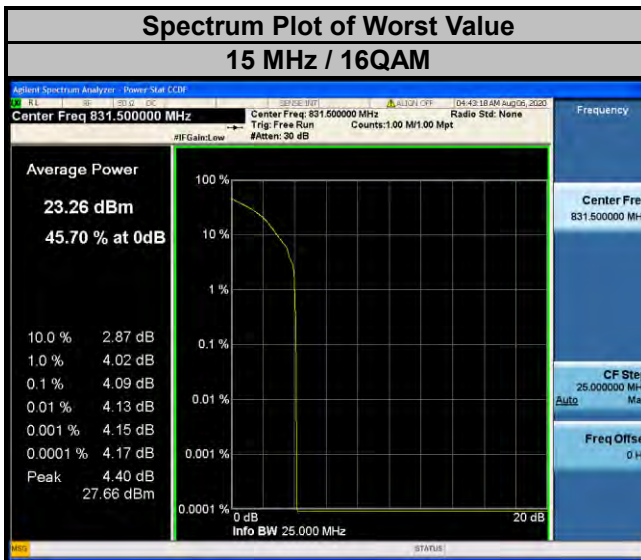 Spectrum Plot of Worst Value
15 MHz / 16QAM
Agilent Spectrum Analyzer - Power Stat CCDF
RL RF 50 Ω DC SENSE:INT ALIGN OFF 04:43:18 AM Aug 06, 2020
Center Freq 831.500000 MHz
Center Freq: 831.500000 MHz Radio Std: None
Trig: Free Run Counts:1.00 M/1.00 Mpt
#IFGain:Low #Atten: 30 dB
Frequency
Average Power
23.26 dBm
45.70 % at 0dB
10.0 % 2.87 dB
1.0 % 4.02 dB
0.1 % 4.09 dB
0.01 % 4.13 dB
0.001 % 4.15 dB
0.0001 % 4.17 dB
Peak 4.40 dB
27.66 dBm
100 %
10 %
1 %
0.1 %
0.01 %
0.001 %
0.0001 %
0 dB 20 dB
Info BW 25.000 MHz
Center Fre
831.500000 MH
CF Ste
25.000000 MH
Auto Ma
Freq Offse
0 H
MSG STATUS